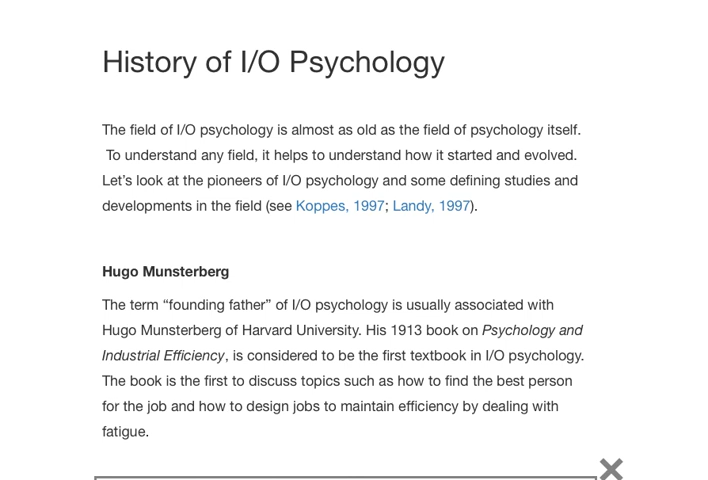 History of I/O Psychology
The field of I/O psychology is almost as old as the field of psychology itself.
To understand any field, it helps to understand how it started and evolved.
Let’s look at the pioneers of I/O psychology and some defining studies and
developments in the field (see Koppes, 1997; Landy, 1997).
Hugo Munsterberg
The term “founding father” of I/O psychology is usually associated with
Hugo Munsterberg of Harvard University. His 1913 book on Psychology and
Industrial Efficiency, is considered to be the first textbook in I/O psychology.
The book is the first to discuss topics such as how to find the best person
for the job and how to design jobs to maintain efficiency by dealing with
fatigue.